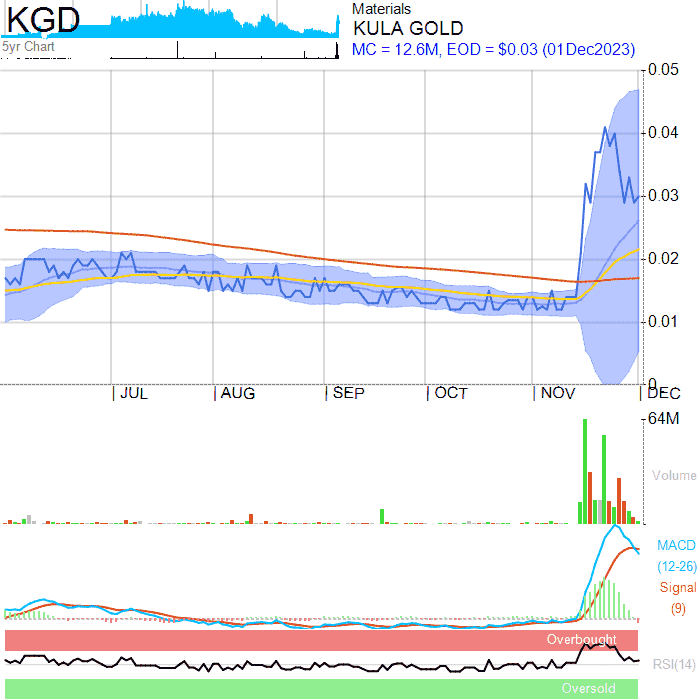 KGD
5yr Chart
Materials
KULA GOLD
MC = 12.6M, EOD = $0.03 (01Dec2023)
0.05
0.04
0.03
0.02
0.01
0
JUL AUG SEP OCT NOV DEC
64M
Volume
MACD
(12-26)
Signal
(9)
Overbought
RSI(14)
Oversold